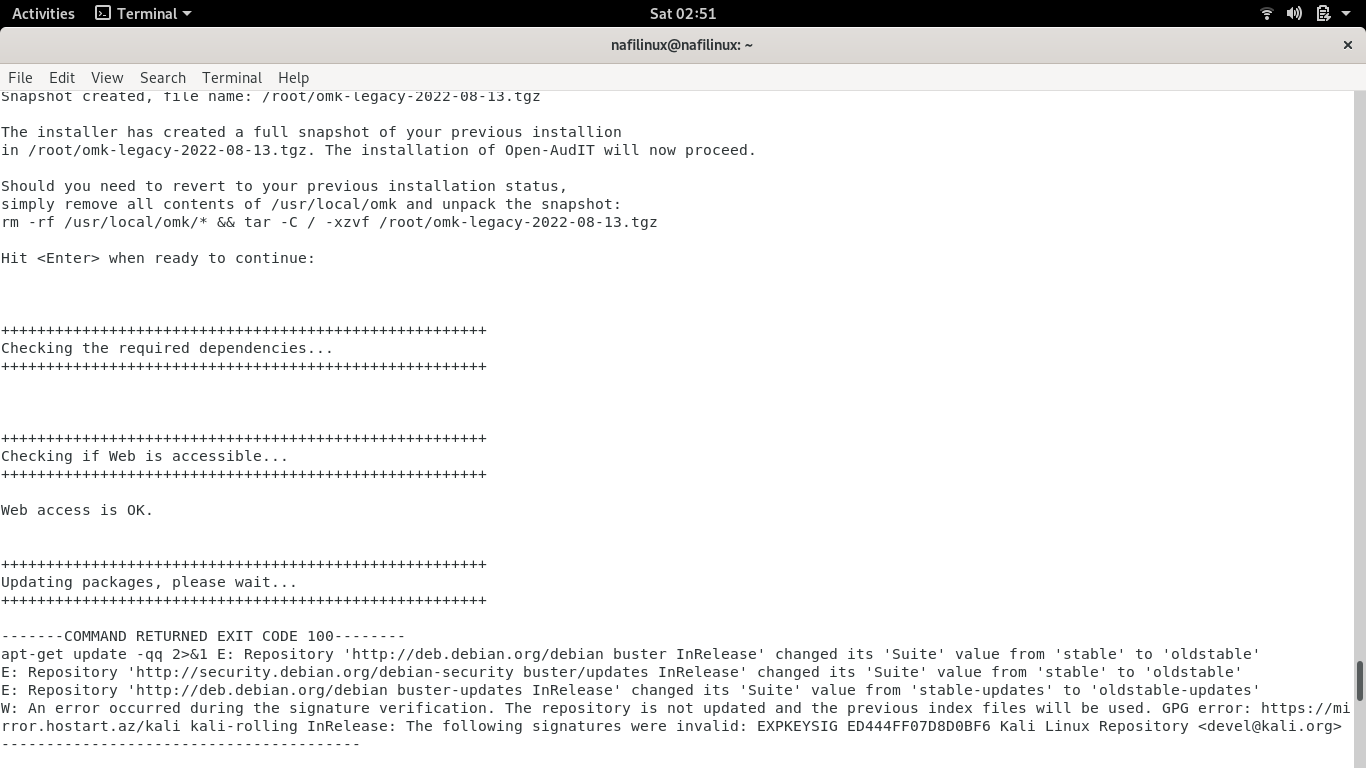 Activities Terminal Sat 02:51
nafilinux@nafilinux: ~ ×
File Edit View Search Terminal Help
Snapshot created, file name: /root/omk-legacy-2022-08-13.tgz
The installer has created a full snapshot of your previous installion
in /root/omk-legacy-2022-08-13.tgz. The installation of Open-AudIT will now proceed.
Should you need to revert to your previous installation status,
simply remove all contents of /usr/local/omk and unpack the snapshot:
rm -rf /usr/local/omk/* && tar -C / -xzvf /root/omk-legacy-2022-08-13.tgz
Hit <Enter> when ready to continue:
++++++++++++++++++++++++++++++++++++++++++++++++++++++
Checking the required dependencies...
++++++++++++++++++++++++++++++++++++++++++++++++++++++
++++++++++++++++++++++++++++++++++++++++++++++++++++++
Checking if Web is accessible...
++++++++++++++++++++++++++++++++++++++++++++++++++++++
Web access is OK.
++++++++++++++++++++++++++++++++++++++++++++++++++++++
Updating packages, please wait...
++++++++++++++++++++++++++++++++++++++++++++++++++++++
-------COMMAND RETURNED EXIT CODE 100--------
apt-get update -qq 2>&1 E: Repository 'http://deb.debian.org/debian buster InRelease' changed its 'Suite' value from 'stable' to 'oldstable'
E: Repository 'http://security.debian.org/debian-security buster/updates InRelease' changed its 'Suite' value from 'stable' to 'oldstable'
E: Repository 'http://deb.debian.org/debian buster-updates InRelease' changed its 'Suite' value from 'stable-updates' to 'oldstable-updates'
W: An error occurred during the signature verification. The repository is not updated and the previous index files will be used. GPG error: https://mi
rror.hostart.az/kali kali-rolling InRelease: The following signatures were invalid: EXPKEYSIG ED444FF07D8D0BF6 Kali Linux Repository <devel@kali.org>
----------------------------------------